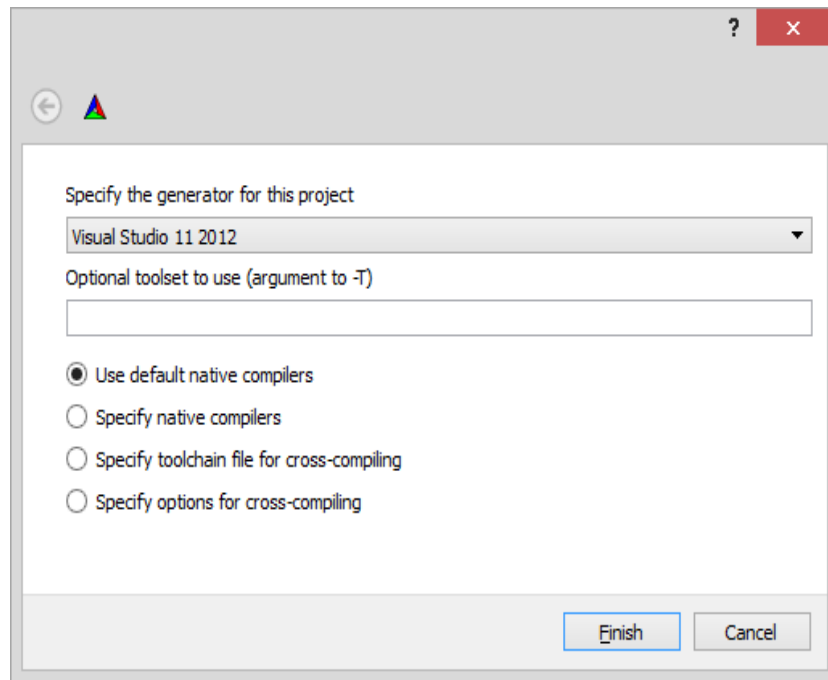 ?
Specify the generator for this project
Visual Studio 11 2012
Optional toolset to use (argument to -T)
Use default native compilers
Specify native compilers
Specify toolchain file for cross-compiling
Specify options for cross-compiling
Finish Cancel